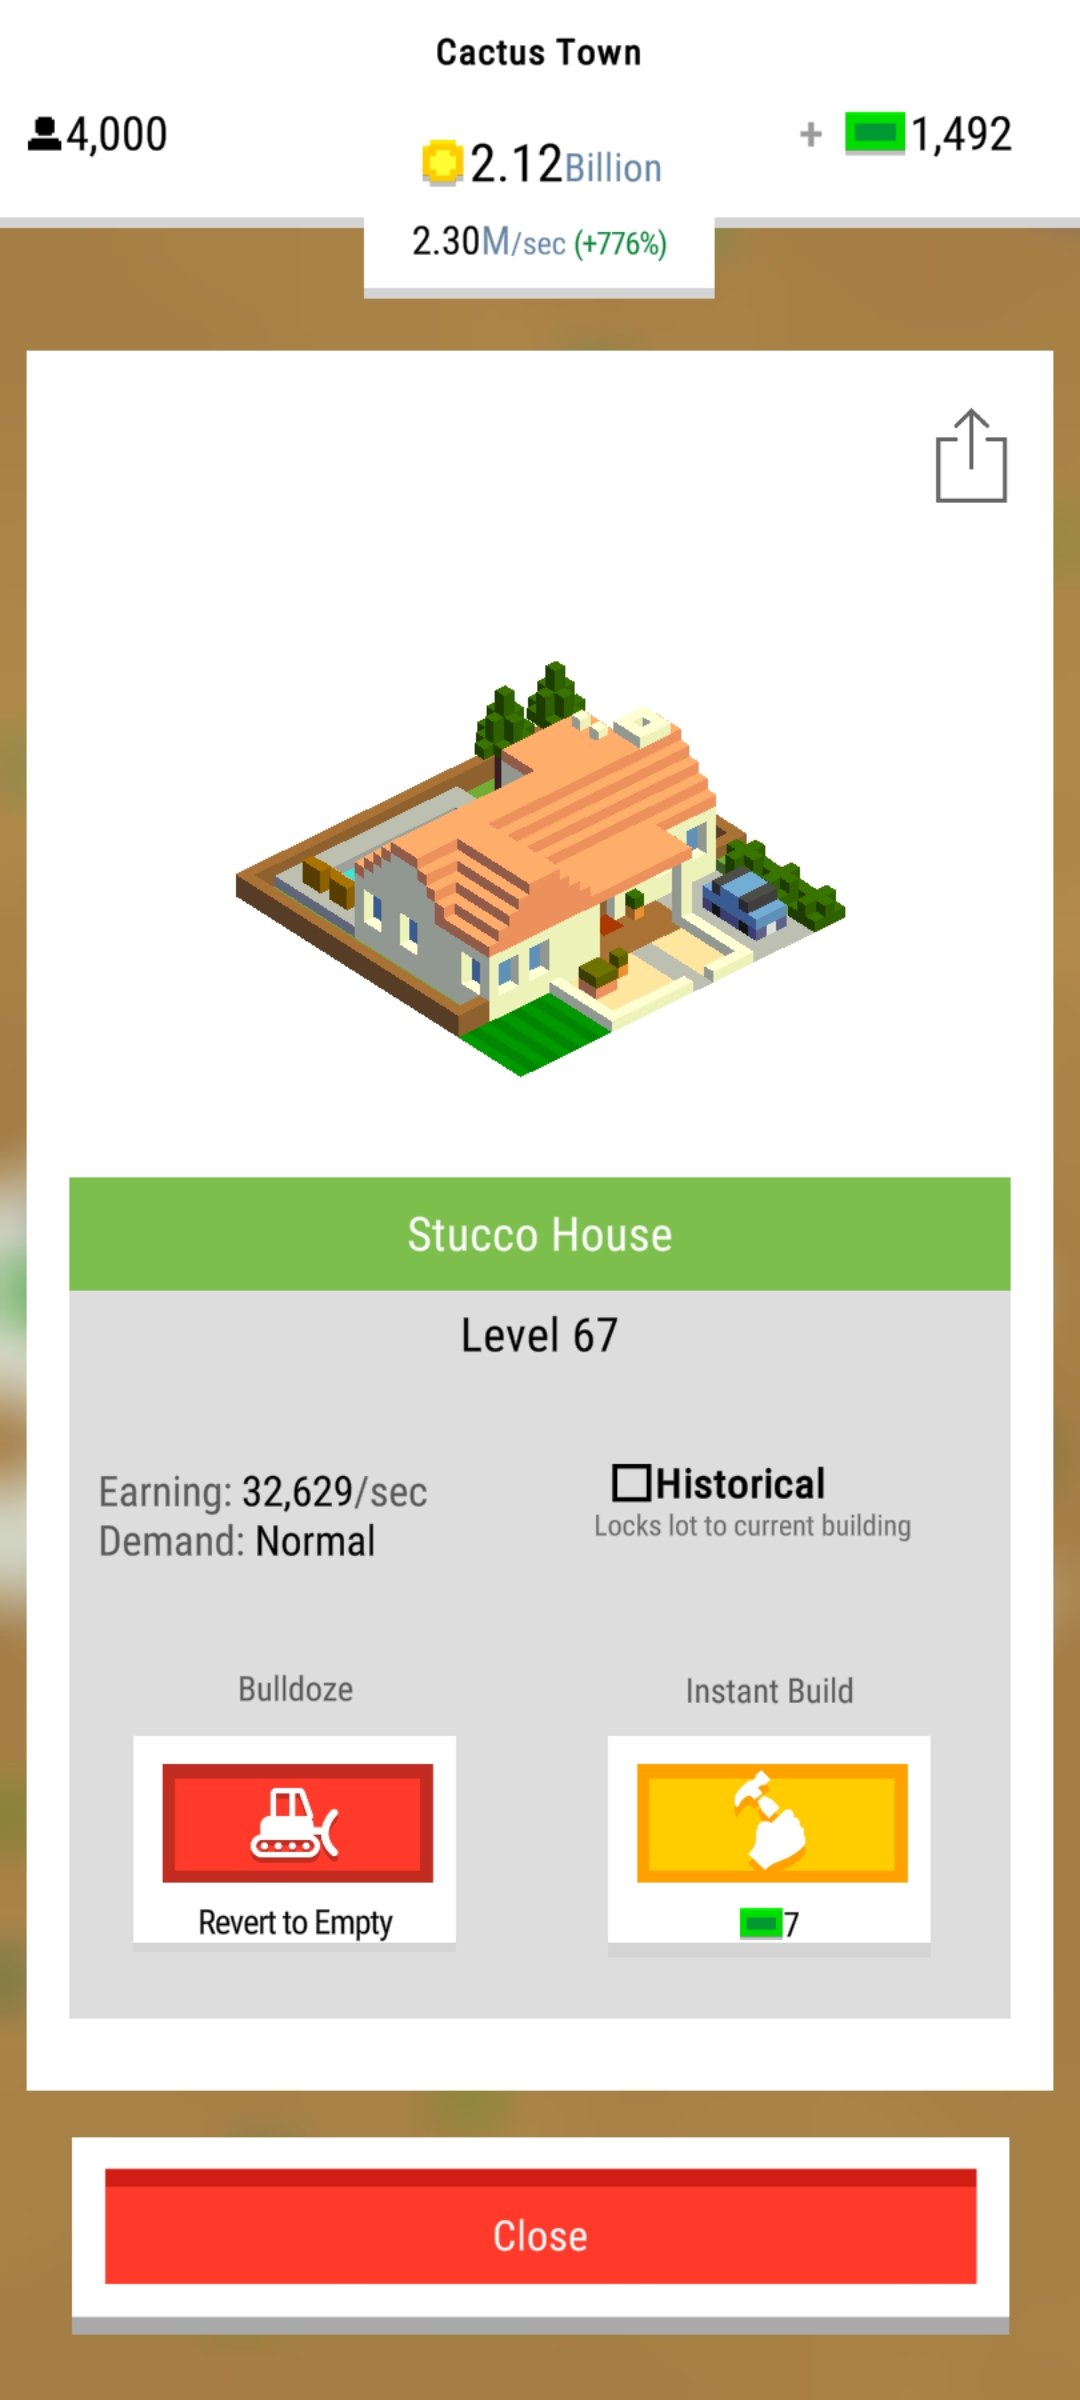 Cactus Town
4,000
2.12Billion
+ 1,492
2.30M/sec (+776%)
Stucco House
Level 67
Earning: 32,629/sec
Demand: Normal
Historical
Locks lot to current building
Bulldoze
Revert to Empty
Instant Build
7
Close